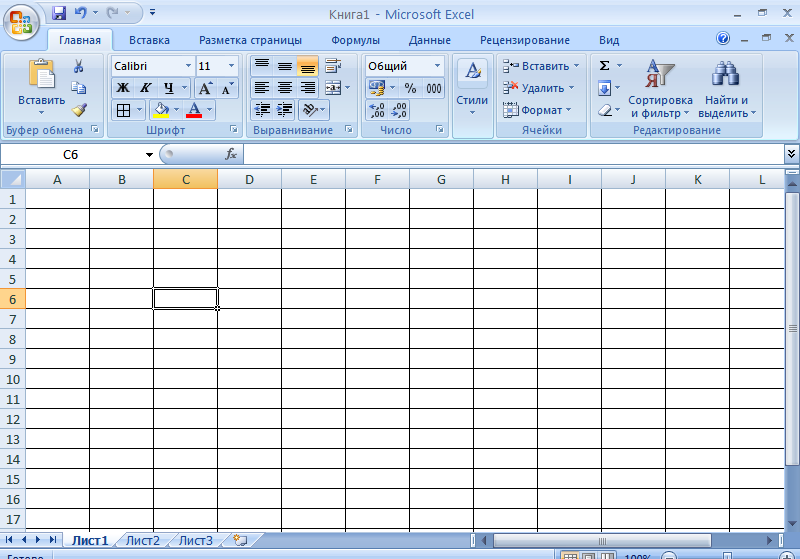 Книга1 - Microsoft Excel
Главная Вставка Разметка страницы Формулы Данные Рецензирование Вид
Calibri 11 Общий Вставить Σ
Ж К Ч A A % 000 Удалить
Вставить Стили Сортировка и фильтр Найти и выделить
A ,00 ,0 Формат
Буфер обмена Шрифт Выравнивание Число Ячейки Редактирование
C6 fx
A B C D E F G H I J K L
1
2
3
4
5
6
7
8
9
10
11
12
13
14
15
16
17
Лист1 Лист2 Лист3
Готово 100%